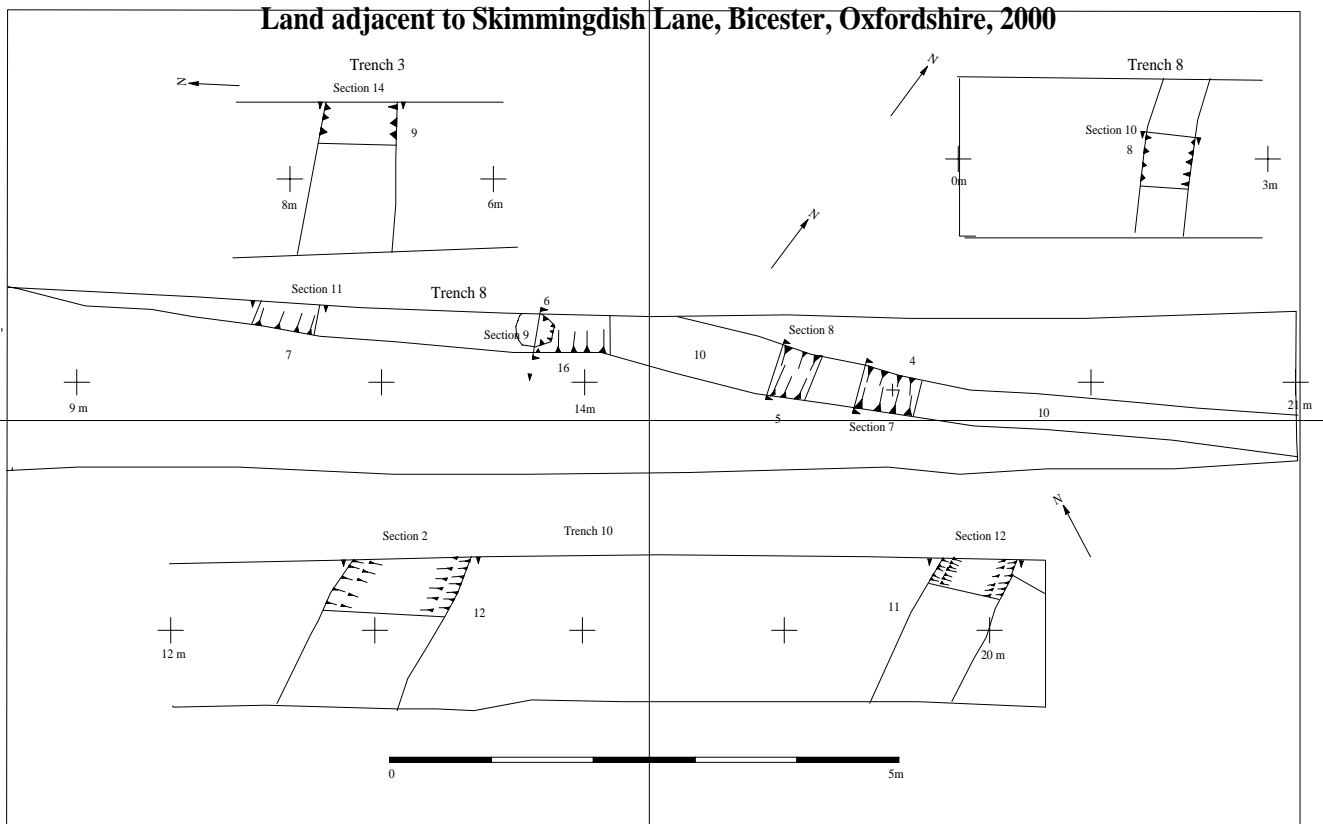 Land adjacent to Skimmingdish Lane, Bicester, Oxfordshire, 2000
N
Trench 3
Section 14
9
8m
6m
N
Trench 8
Section 10
8
0m
3m
N
Section 11
Trench 8
6
Section 9
7
16
10
Section 8
4
5
Section 7
10
9 m
14m
21 m
N
Section 2
Trench 10
Section 12
12
11
12 m
20 m
0
5m